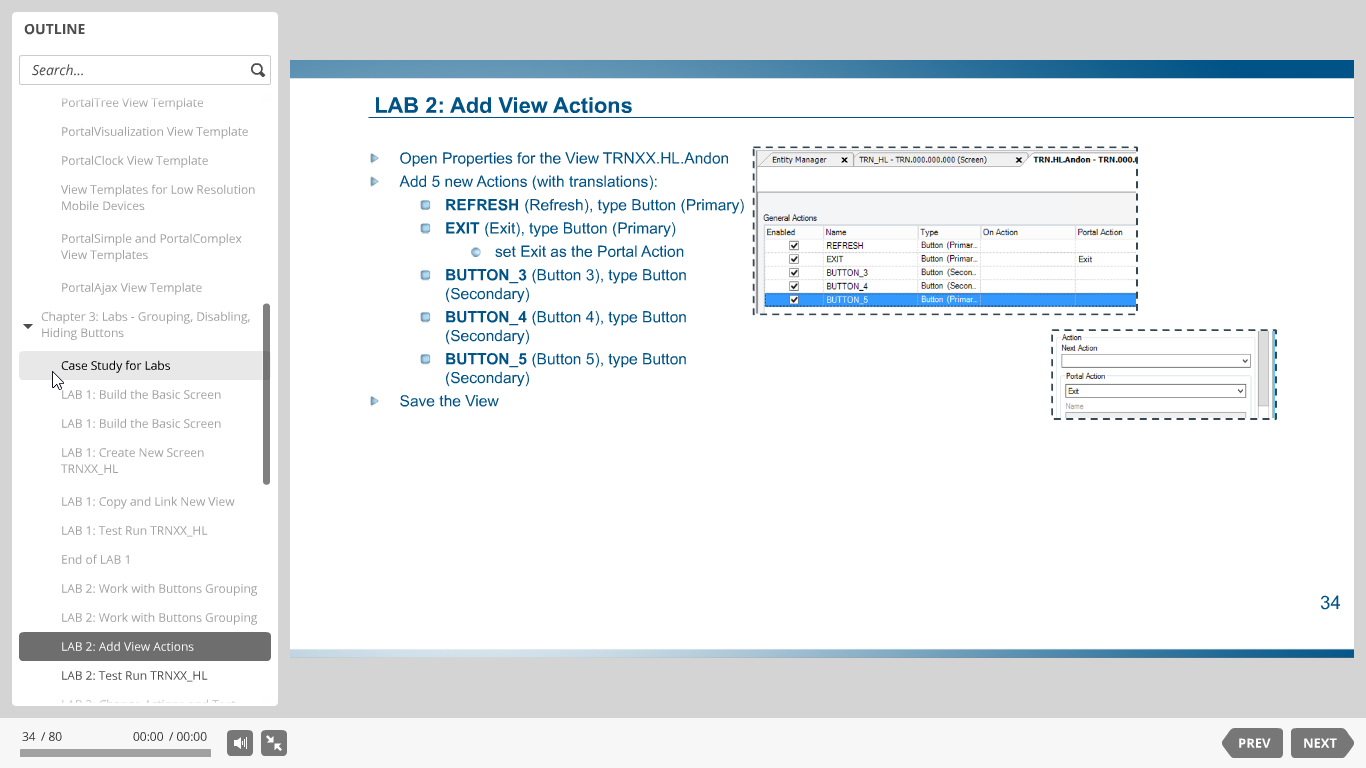 OUTLINE
Search...
PortalTree View Template
PortalVisualization View Template
PortalClock View Template
View Templates for Low Resolution
Mobile Devices
PortalSimple and PortalComplex
View Templates
PortalAjax View Template
Chapter 3: Labs - Grouping, Disabling,
Hiding Buttons
Case Study for Labs
LAB 1: Build the Basic Screen
LAB 1: Build the Basic Screen
LAB 1: Create New Screen
TRNXX_HL
LAB 1: Copy and Link New View
LAB 1: Test Run TRNXX_HL
End of LAB 1
LAB 2: Work with Buttons Grouping
LAB 2: Work with Buttons Grouping
LAB 2: Add View Actions
LAB 2: Test Run TRNXX_HL
LAB 2: Add View Actions
Open Properties for the View TRNXX.HL.Andon
Add 5 new Actions (with translations):
REFRESH (Refresh), type Button (Primary)
EXIT (Exit), type Button (Primary)
set Exit as the Portal Action
BUTTON_3 (Button 3), type Button
(Secondary)
BUTTON_4 (Button 4), type Button
(Secondary)
BUTTON_5 (Button 5), type Button
(Secondary)
Save the View
Entity Manager TRN_HL - TRN.000.000.000 (Screen) TRN.HL.Andon - TRN.000.
General Actions
Enabled Name Type On Action Portal Action
REFRESH Button (Primar...
EXIT Button (Primar... Exit
BUTTON_3 Button (Secon...
BUTTON_4 Button (Secon...
BUTTON_5 Button (Primar...
Action
Next Action
Portal Action
Exit
Name
34
34 / 80 00:00 / 00:00
PREV NEXT